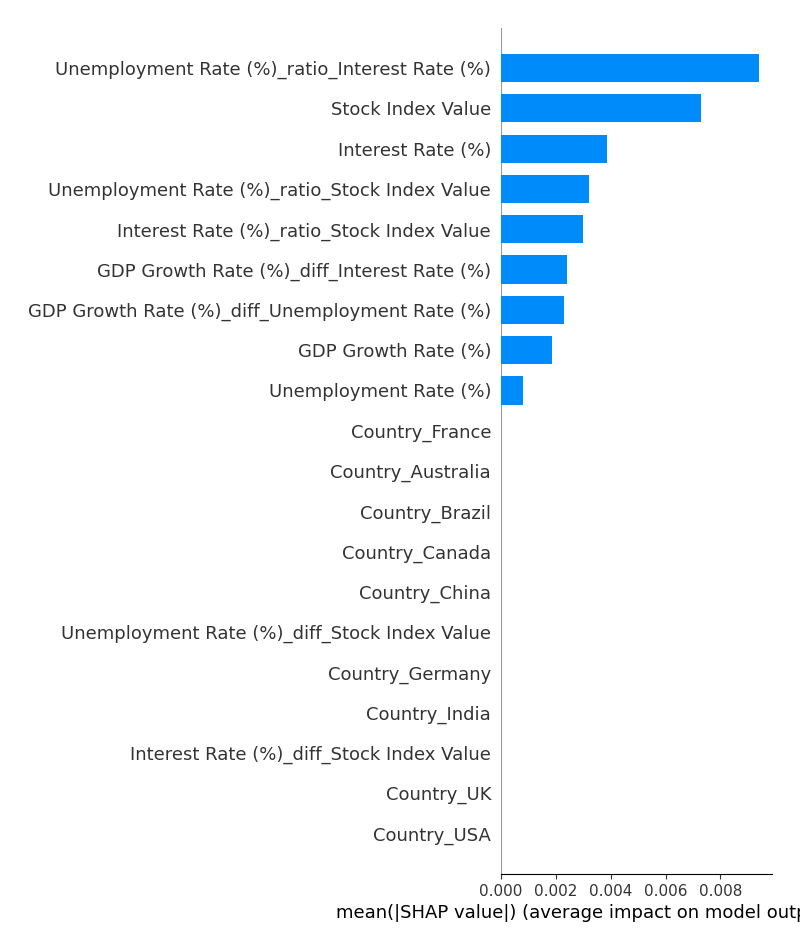 Unemployment Rate (%)_ratio_Interest Rate (%)
Stock Index Value
Interest Rate (%)
Unemployment Rate (%)_ratio_Stock Index Value
Interest Rate (%)_ratio_Stock Index Value
GDP Growth Rate (%)_diff_Interest Rate (%)
GDP Growth Rate (%)_diff_Unemployment Rate (%)
GDP Growth Rate (%)
Unemployment Rate (%)
Country_France
Country_Australia
Country_Brazil
Country_Canada
Country_China
Unemployment Rate (%)_diff_Stock Index Value
Country_Germany
Country_India
Interest Rate (%)_diff_Stock Index Value
Country_UK
Country_USA
0.000 0.002 0.004 0.006 0.008
mean(|SHAP value|) (average impact on model outp